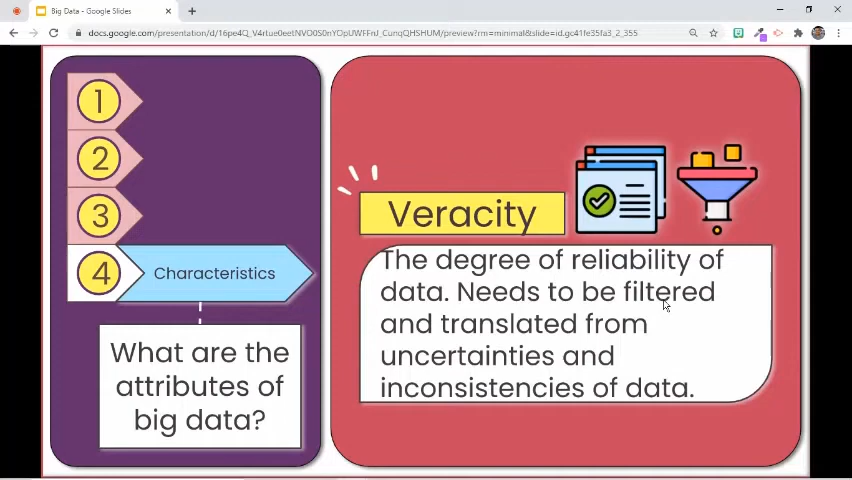 Big Data - Google Slides
docs.google.com/presentation/d/16pe4Q_V4rtue0eetNVO0S0nYOpUWFFnJ_CunqQHSHUM/preview?rm=minimal&slide=id.gc41fe35fa3_2_355
1
2
3
4
Characteristics
What are the
attributes of
big data?
Veracity
The degree of reliability of
data. Needs to be filtered
and translated from
uncertainties and
inconsistencies of data.